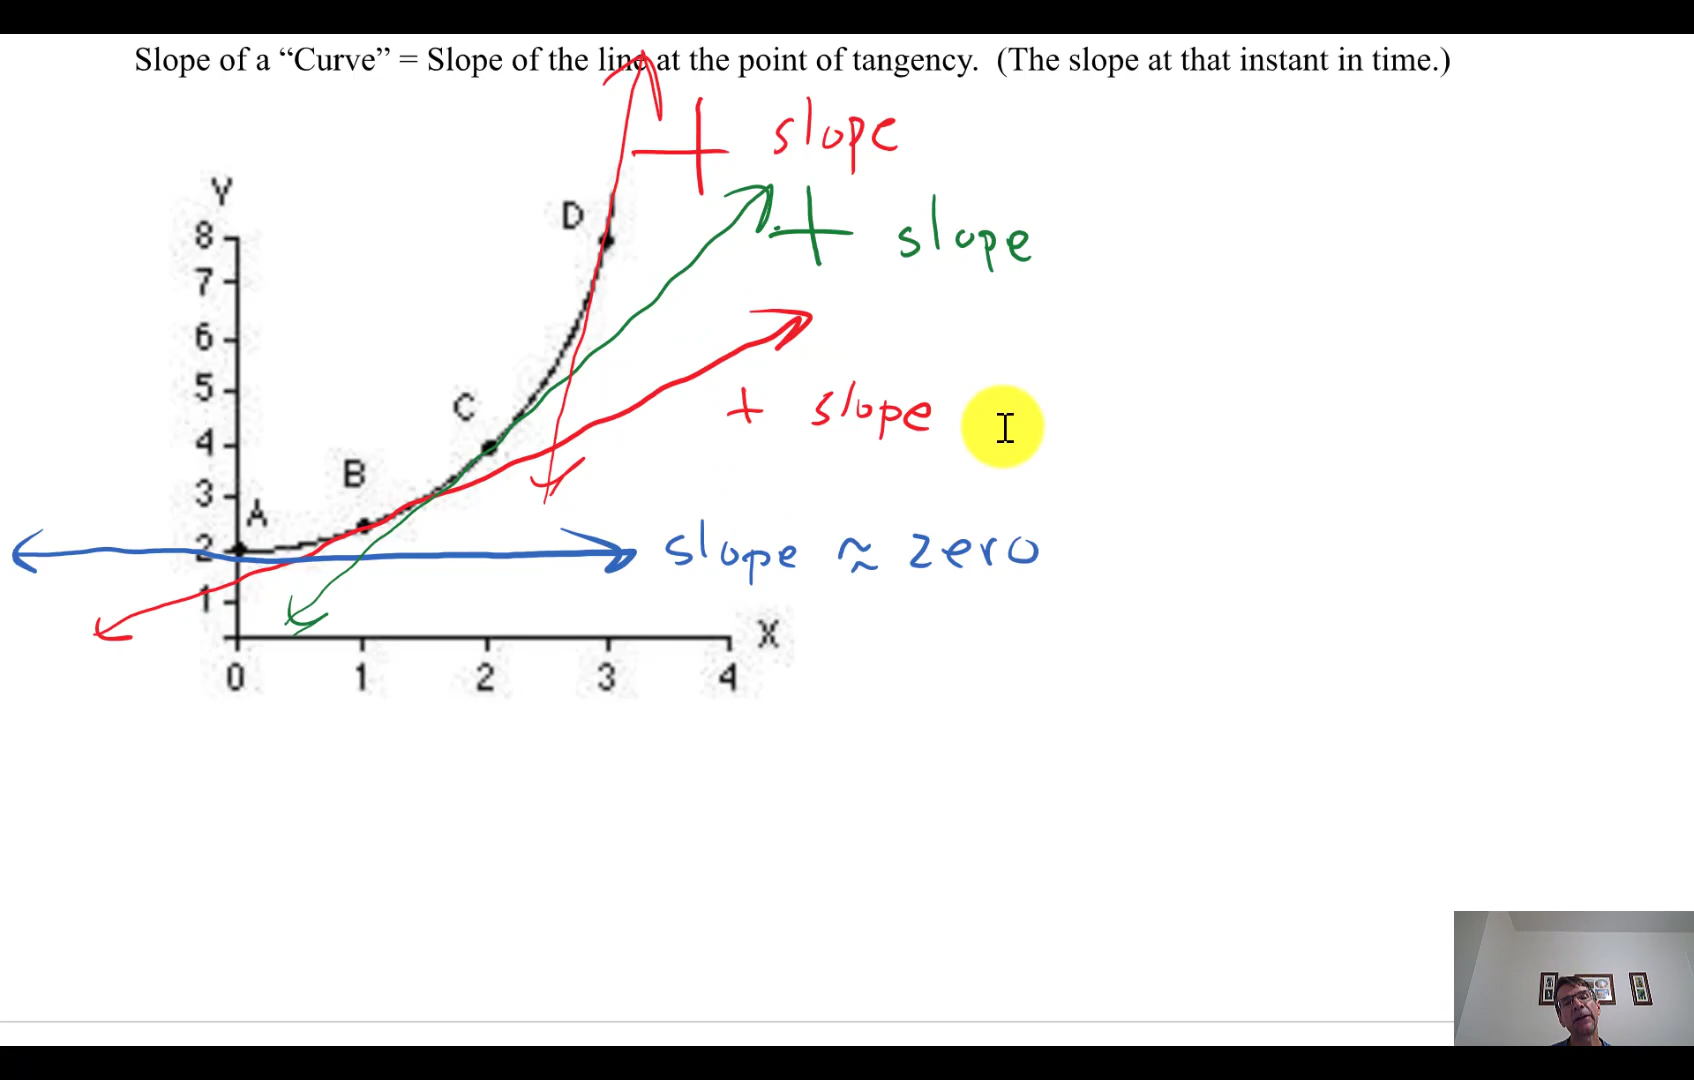 Slope of a “Curve” = Slope of the line at the point of tangency. (The slope at that instant in time.)
+ slope
Y
8
D
+ slope
7
6
5
C
+ slope
4
B
3
A
2
slope ≈ zero
1
X
0 1 2 3 4